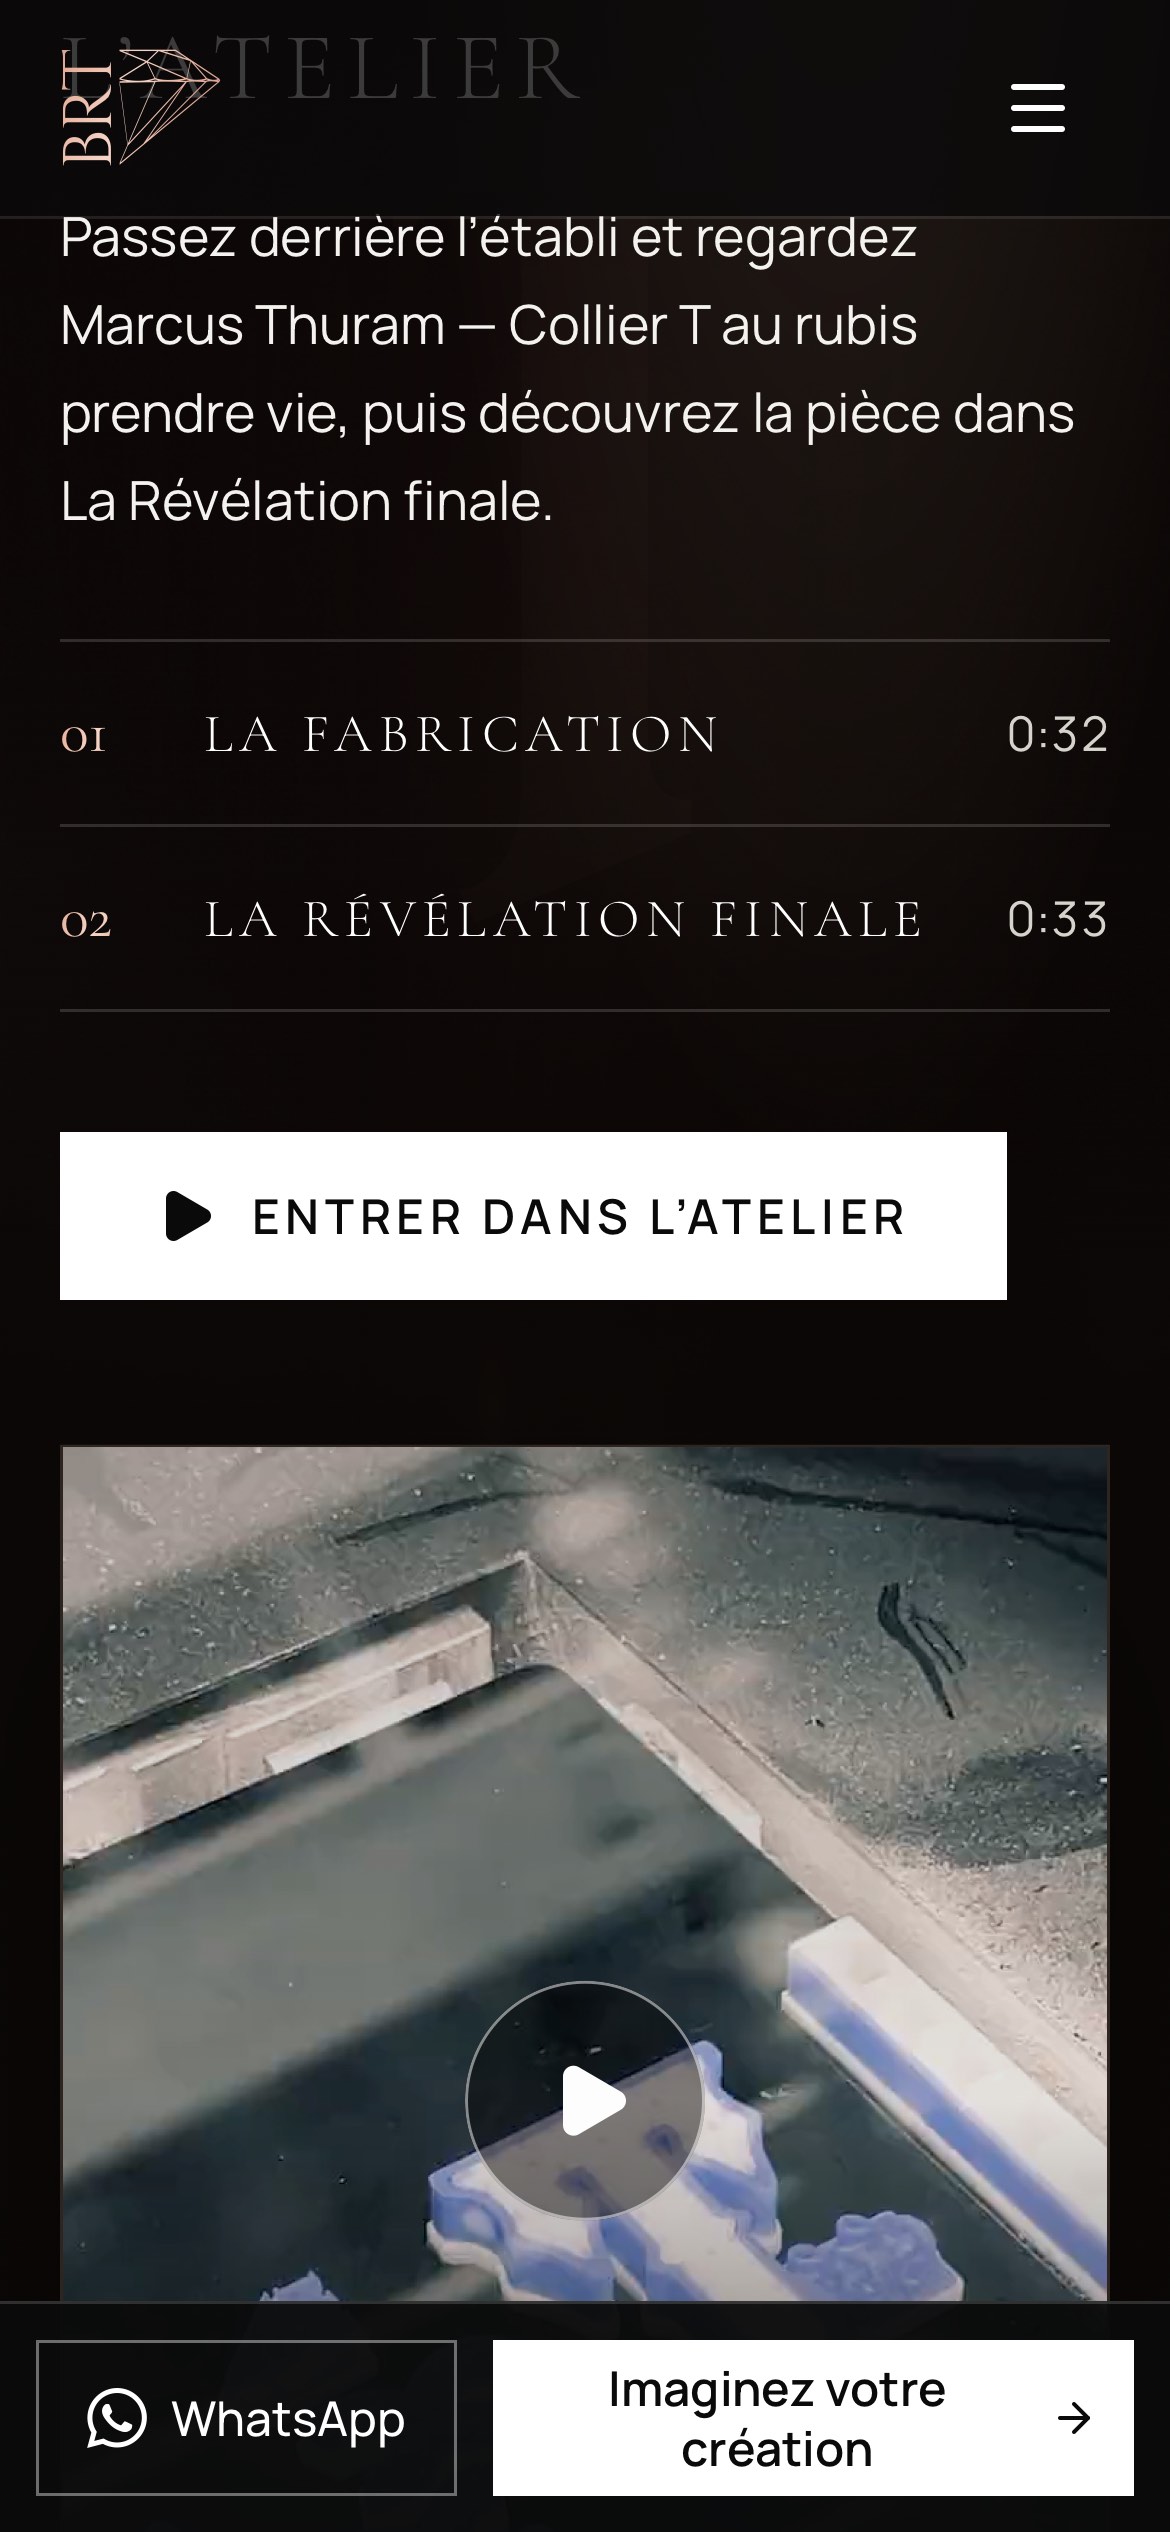 L’ATELIER
BRT
Passez derrière l’établi et regardez
Marcus Thuram — Collier T au rubis
prendre vie, puis découvrez la pièce dans
La Révélation finale.
01 LA FABRICATION 0:32
02 LA RÉVÉLATION FINALE 0:33
ENTRER DANS L’ATELIER
WhatsApp
Imaginez votre
création